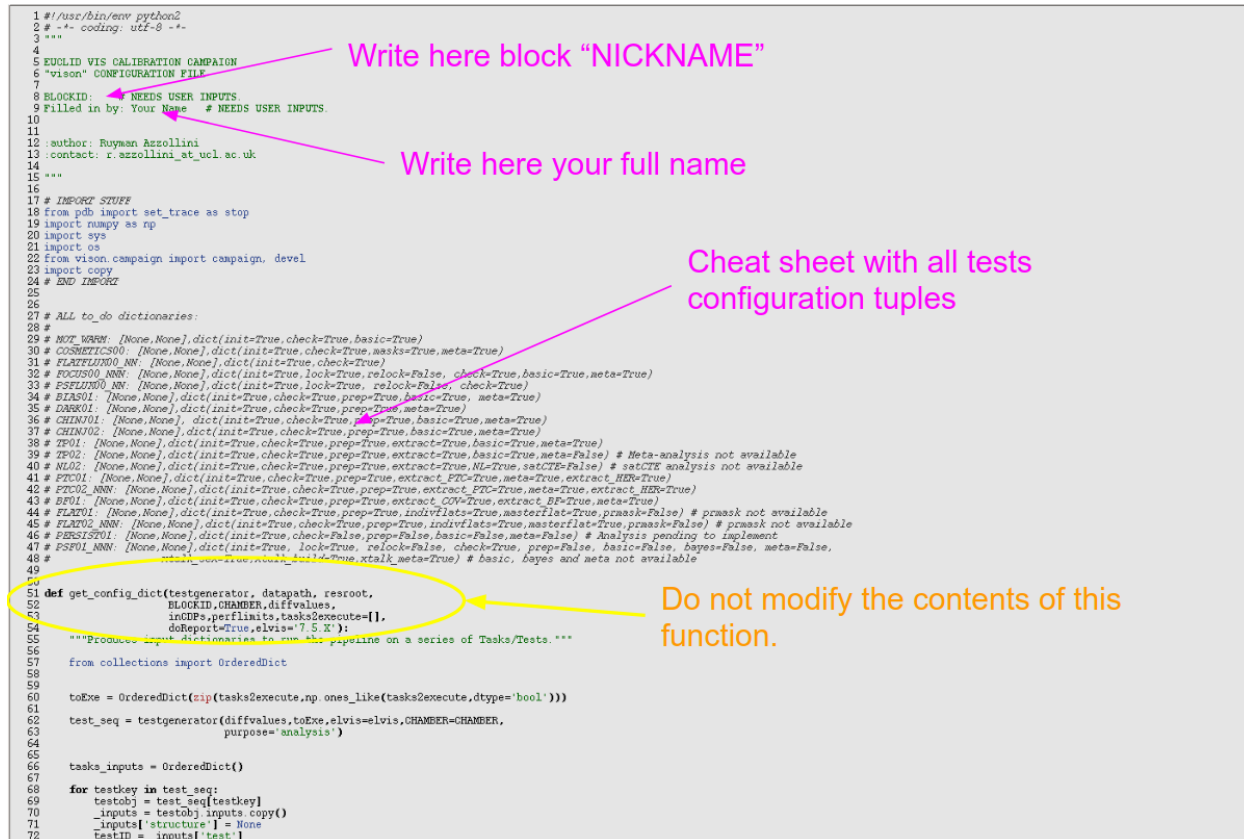 1 #!/usr/bin/env python2
2 # -*- coding: utf-8 -*-
3 """
4
5 EUCLID VIS CALIBRATION CAMPAIGN
6 "vison" CONFIGURATION FILE
7
8 BLOCKID: # NEEDS USER INPUTS.
9 Filled in by: Your Name # NEEDS USER INPUTS.
10
11
12 :author: Ruyman Azzollini
13 :contact: r.azzollini_at_ucl.ac.uk
14
15 """
16
17 # IMPORT STUFF
18 from pdb import set_trace as stop
19 import numpy as np
20 import sys
21 import os
22 from vison.campaign import campaign, devel
23 import copy
24 # END IMPORT
25
26
27 # ALL to_do dictionaries:
28 #
29 # MOT_WARM: [None,None],dict(init=True,check=True,basic=True)
30 # COSMETICS00: [None,None],dict(init=True,check=True,masks=True,meta=True)
31 # FLATFLUX00_NN: [None,None],dict(init=True,check=True)
32 # FOCUS00_NNN: [None,None],dict(init=True,lock=True,relock=False, check=True,basic=True,meta=True)
33 # PSFLUX00_NN: [None,None],dict(init=True,lock=True, relock=False, check=True)
34 # BIAS01: [None,None],dict(init=True,check=True,prep=True,basic=True, meta=True)
35 # DARK01: [None,None],dict(init=True,check=True,prep=True,meta=True)
36 # CHINJ01: [None,None], dict(init=True,check=True,prep=True,basic=True,meta=True)
37 # CHINJ02: [None,None],dict(init=True,check=True,prep=True,basic=True,meta=True)
38 # TP01: [None,None],dict(init=True,check=True,prep=True,extract=True,basic=True,meta=True)
39 # TP02: [None,None],dict(init=True,check=True,prep=True,extract=True,basic=True,meta=False) # Meta-analysis not available
40 # NL02: [None,None],dict(init=True,check=True,prep=True,extract=True,NL=True,satCTE=False) # satCTE analysis not available
41 # PTC01: [None,None],dict(init=True,check=True,prep=True,extract_PTC=True,meta=True,extract_HER=True)
42 # PTC02_NNN: [None,None],dict(init=True,check=True,prep=True,extract_PTC=True,meta=True,extract_HER=True)
43 # BF01: [None,None],dict(init=True,check=True,prep=True,extract_COV=True,extract_BF=True,meta=True)
44 # FLAT01: [None,None],dict(init=True,check=True,prep=True,indivflats=True,masterflat=True,prmask=False) # prmask not available
45 # FLAT02_NNN: [None,None],dict(init=True,check=True,prep=True,indivflats=True,masterflat=True,prmask=False) # prmask not available
46 # PERSIST01: [None,None],dict(init=True,check=False,prep=False,basic=False,meta=False) # Analysis pending to implement
47 # PSF01_NNN: [None,None],dict(init=True, lock=True, relock=False, check=True, prep=False, basic=False, bayes=False, meta=False,
48 # xtalk_sex=True,xtalk_build=True,xtalk_meta=True) # basic, bayes and meta not available
49
50
51 def get_config_dict(testgenerator, datapath, resroot,
52 BLOCKID,CHAMBER,diffvalues,
53 inCDPs,perflimits,tasks2execute=[],
54 doReport=True,elvis='7.5.X'):
55 """Produces input dictionaries to run the pipeline on a series of Tasks/Tests."""
56
57 from collections import OrderedDict
58
59
60 toExe = OrderedDict(zip(tasks2execute,np.ones_like(tasks2execute,dtype='bool')))
61
62 test_seq = testgenerator(diffvalues,toExe,elvis=elvis,CHAMBER=CHAMBER,
63 purpose='analysis')
64
65
66 tasks_inputs = OrderedDict()
67
68 for testkey in test_seq:
69 testobj = test_seq[testkey]
70 _inputs = testobj.inputs.copy()
71 _inputs['structure'] = None
72 testID = _inputs['test']
Write here block “NICKNAME”
Write here your full name
Cheat sheet with all tests
configuration tuples
Do not modify the contents of this
function.